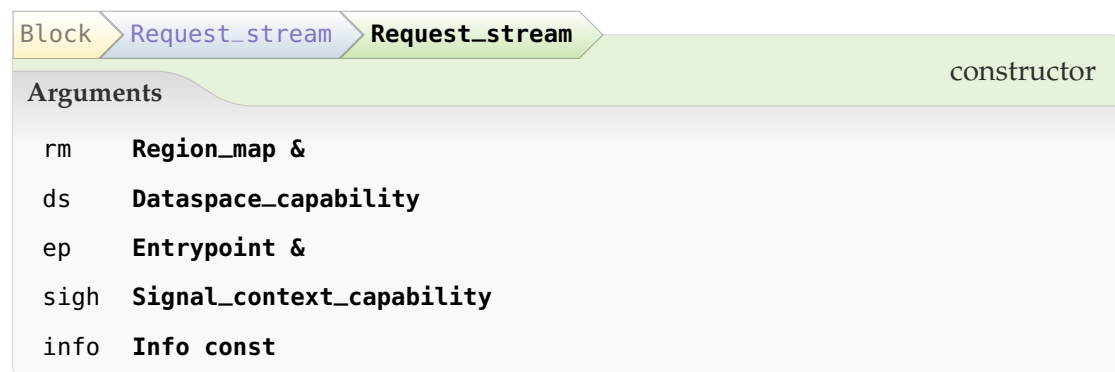 Block Request_stream Request_stream
constructor
Arguments
rm Region_map &
ds Dataspace_capability
ep Entrypoint &
sigh Signal_context_capability
info Info const